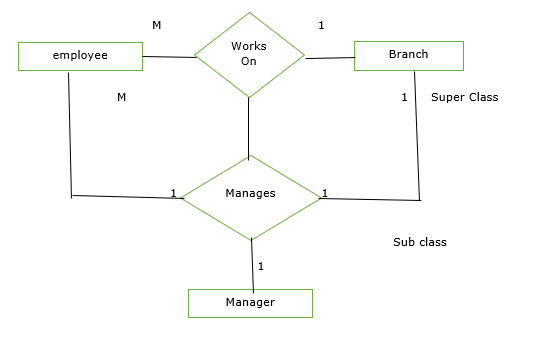 M
1
employee
Works
On
Branch
M
1
Super Class
1
Manages
1
Sub class
1
Manager